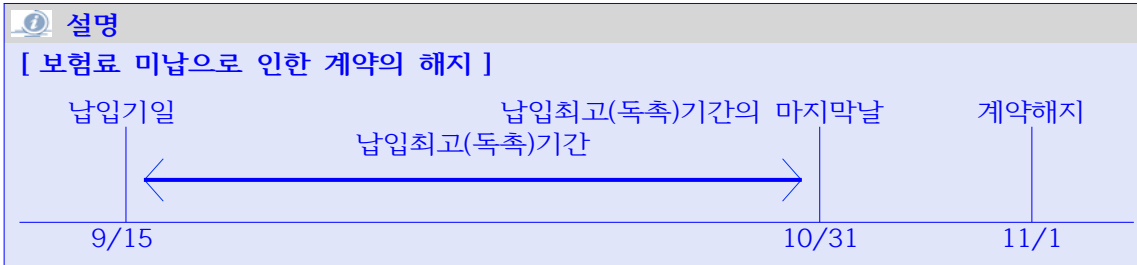 설명
[ 보험료 미납으로 인한 계약의 해지 ]
납입기일 납입최고(독촉)기간의 마지막날 계약해지
납입최고(독촉)기간
9/15 10/31 11/1